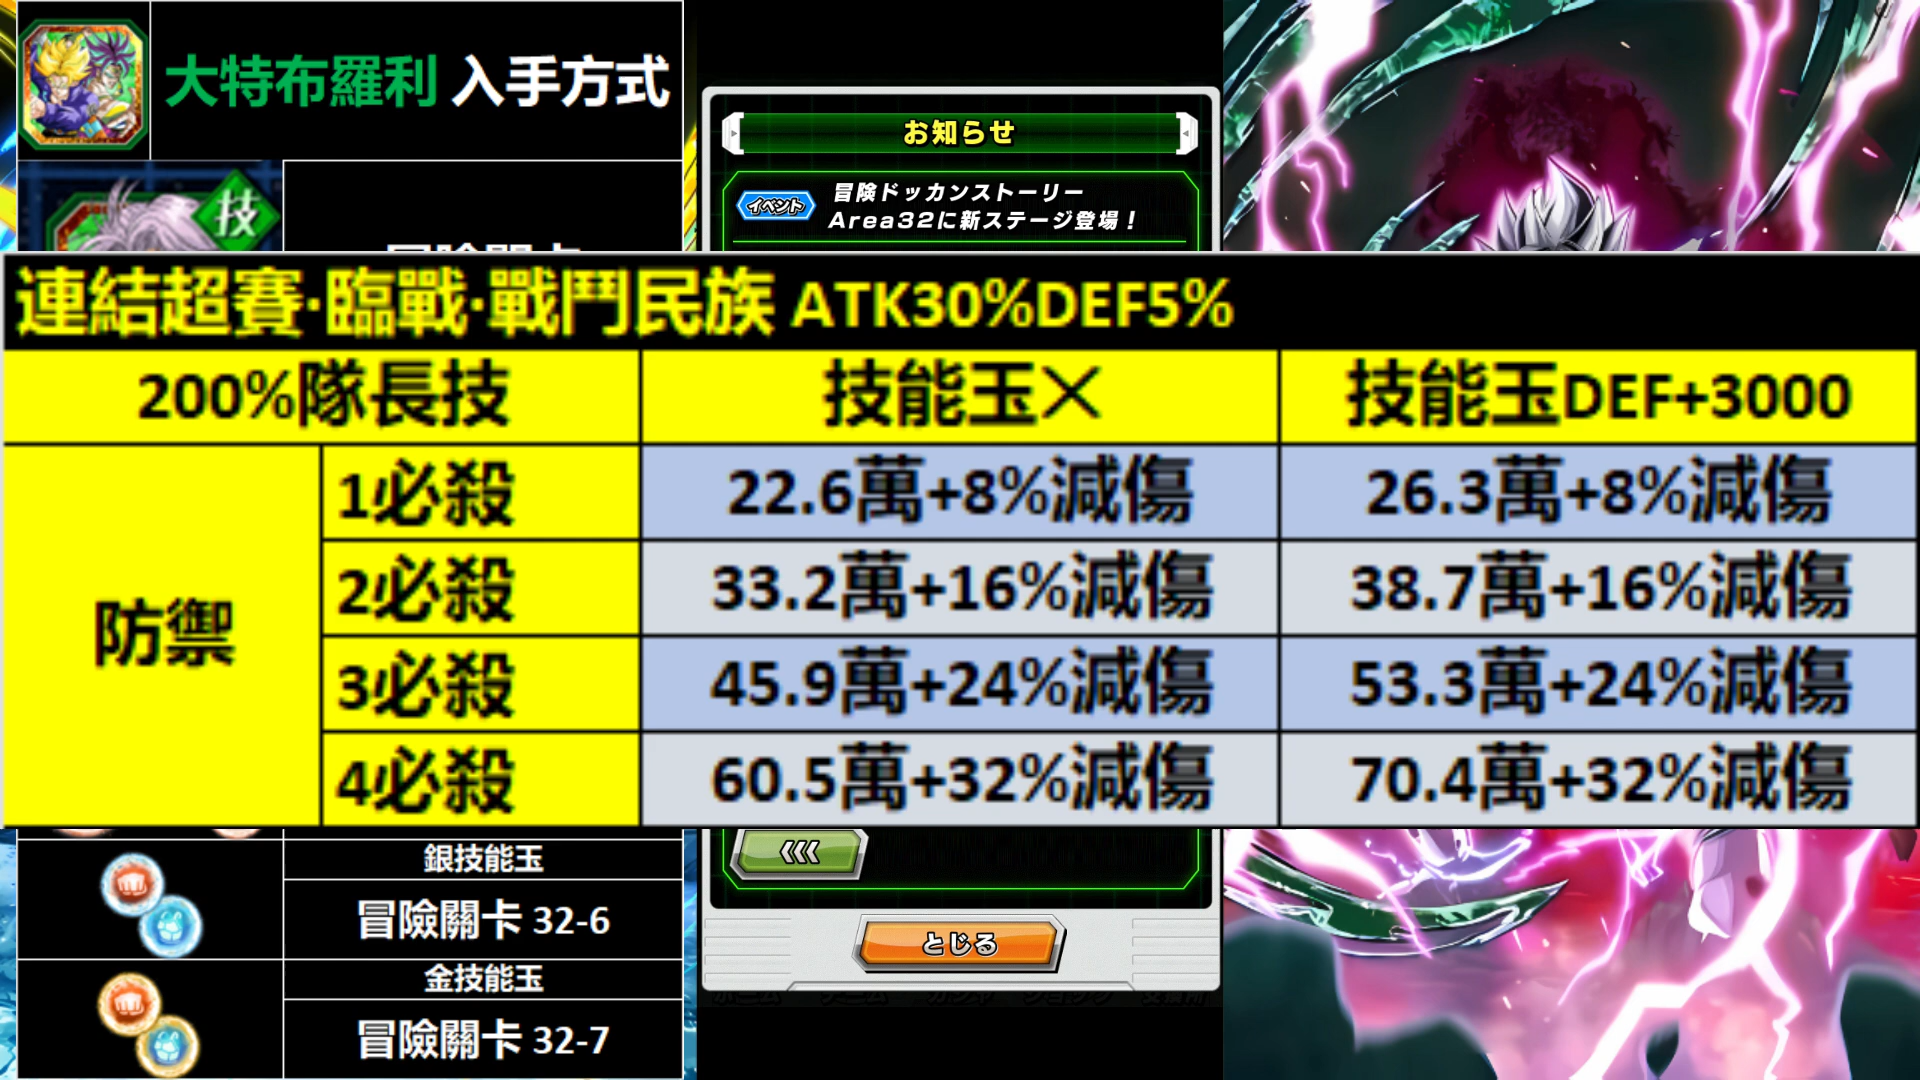 大特布羅利 入手方式
技
お知らせ
イベント
冒険ドッカンストーリー
Area32に新ステージ登場！
連結超賽·臨戰·戰鬥民族 ATK30%DEF5%
200%隊長技 技能玉✕ 技能玉DEF+3000
防禦
1必殺 22.6萬+8%減傷 26.3萬+8%減傷
2必殺 33.2萬+16%減傷 38.7萬+16%減傷
3必殺 45.9萬+24%減傷 53.3萬+24%減傷
4必殺 60.5萬+32%減傷 70.4萬+32%減傷
銀技能玉
冒險關卡 32-6
金技能玉
冒險關卡 32-7
とじる